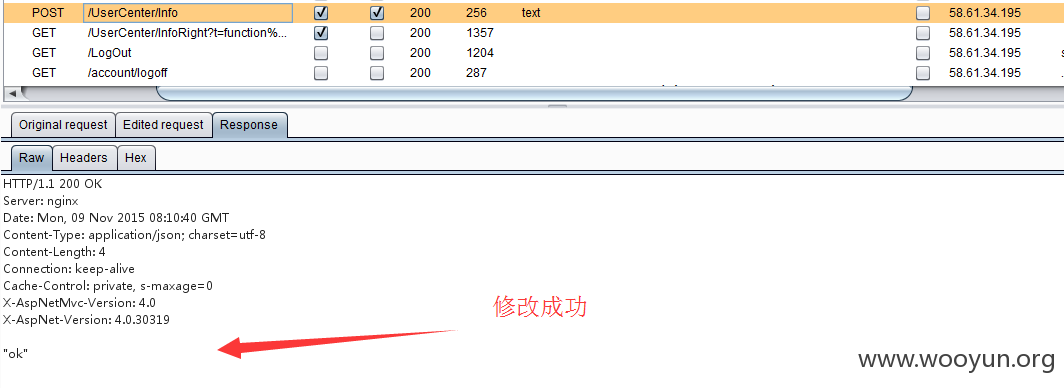 POST /UserCenter/Info 200 256 text 58.61.34.195
GET /UserCenter/InfoRight?t=function%... 200 1357 58.61.34.195
GET /LogOut 200 1204 58.61.34.195 s
GET /account/logoff 200 287 58.61.34.195 .
Original request Edited request Response
Raw Headers Hex
HTTP/1.1 200 OK
Server: nginx
Date: Mon, 09 Nov 2015 08:10:40 GMT
Content-Type: application/json; charset=utf-8
Content-Length: 4
Connection: keep-alive
Cache-Control: private, s-maxage=0
X-AspNetMvc-Version: 4.0
X-AspNet-Version: 4.0.30319
修改成功
"ok"
www.wooyun.org